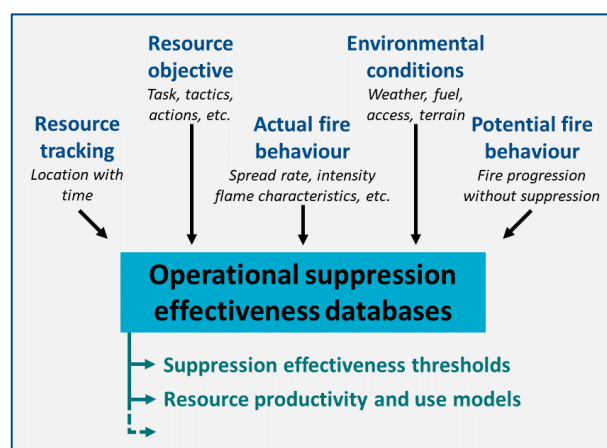 Resource
objective
Task, tactics,
actions, etc.
Environmental
conditions
Weather, fuel,
access, terrain
Resource
tracking
Location with
time
Actual fire
behaviour
Spread rate, intensity
flame characteristics, etc.
Potential fire
behaviour
Fire progression
without suppression
Operational suppression
effectiveness databases
Suppression effectiveness thresholds
Resource productivity and use models